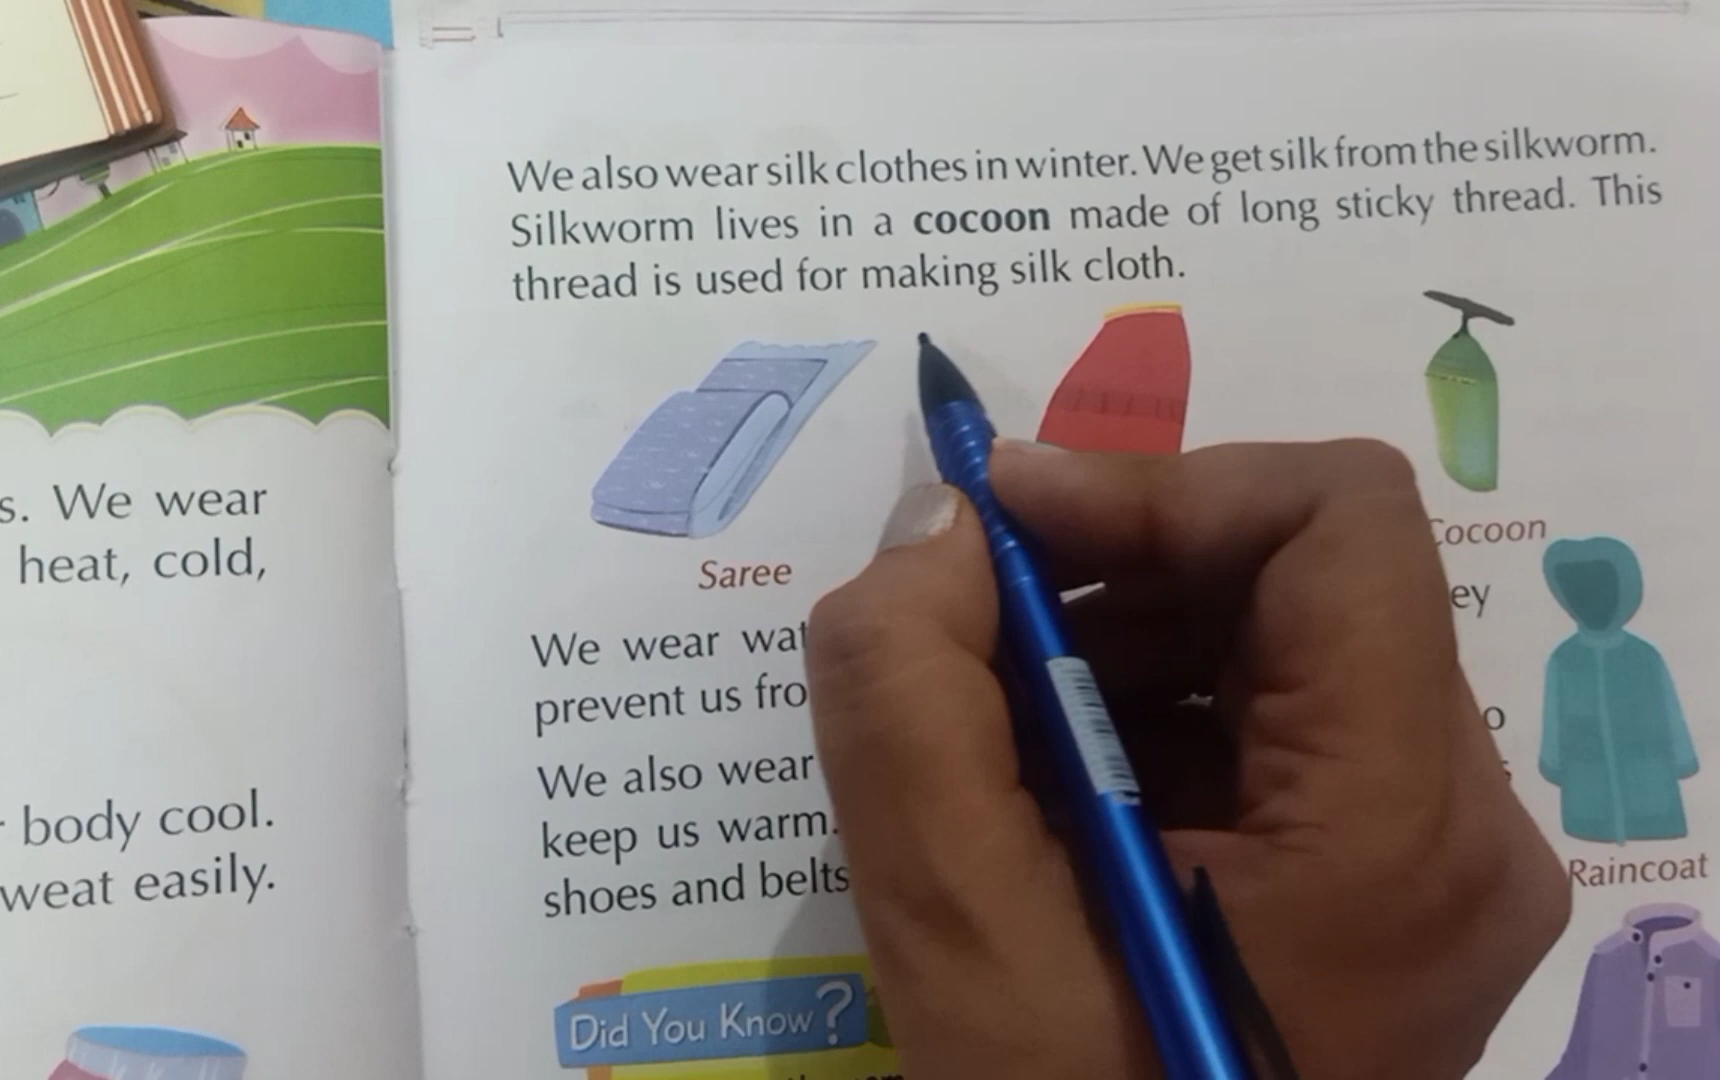 s. We wear
heat, cold,
body cool.
weat easily.
We also wear silk clothes in winter. We get silk from the silkworm.
Silkworm lives in a cocoon made of long sticky thread. This
thread is used for making silk cloth.
Saree
Cocoon
We wear wat
ey
prevent us fro
We also wear
o
keep us warm.
s
shoes and belts
Raincoat
Did You Know?